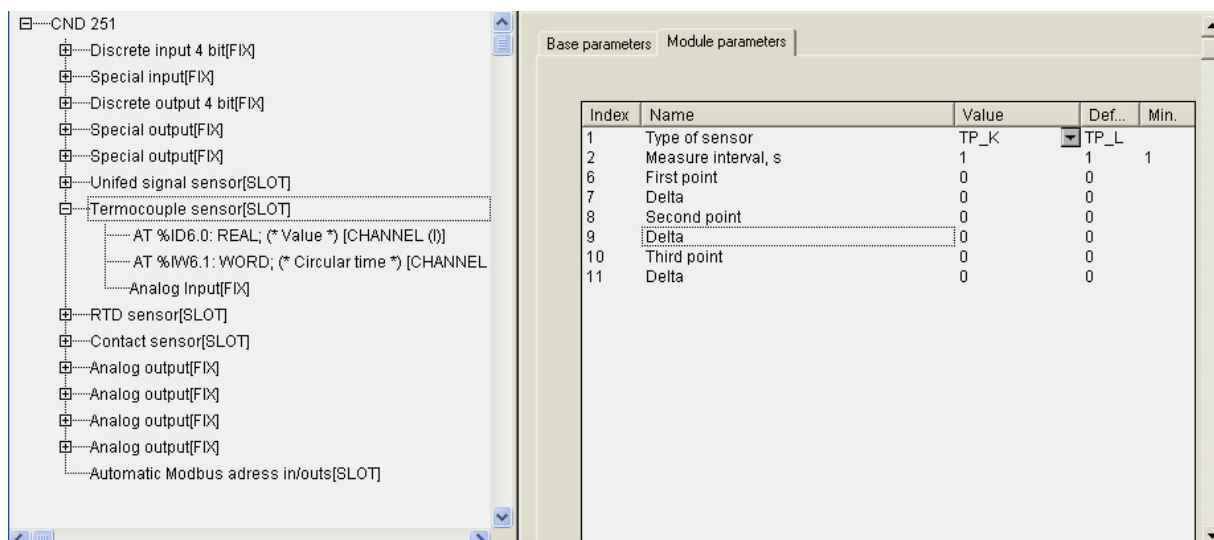 CND 251
Discrete input 4 bit[FIX]
Special input[FIX]
Discrete output 4 bit[FIX]
Special output[FIX]
Special output[FIX]
Unifed signal sensor[SLOT]
Termocouple sensor[SLOT]
AT %ID6.0: REAL; (* Value *) [CHANNEL (I)]
AT %IW6.1: WORD; (* Circular time *) [CHANNEL
Analog Input[FIX]
RTD sensor[SLOT]
Contact sensor[SLOT]
Analog output[FIX]
Analog output[FIX]
Analog output[FIX]
Analog output[FIX]
Automatic Modbus adress in/outs[SLOT]
Base parameters Module parameters
Index Name Value Def... Min.
1 Type of sensor TP_K TP_L
2 Measure interval, s 1 1 1
6 First point 0 0
7 Delta 0 0
8 Second point 0 0
9 Delta 0 0
10 Third point 0 0
11 Delta 0 0